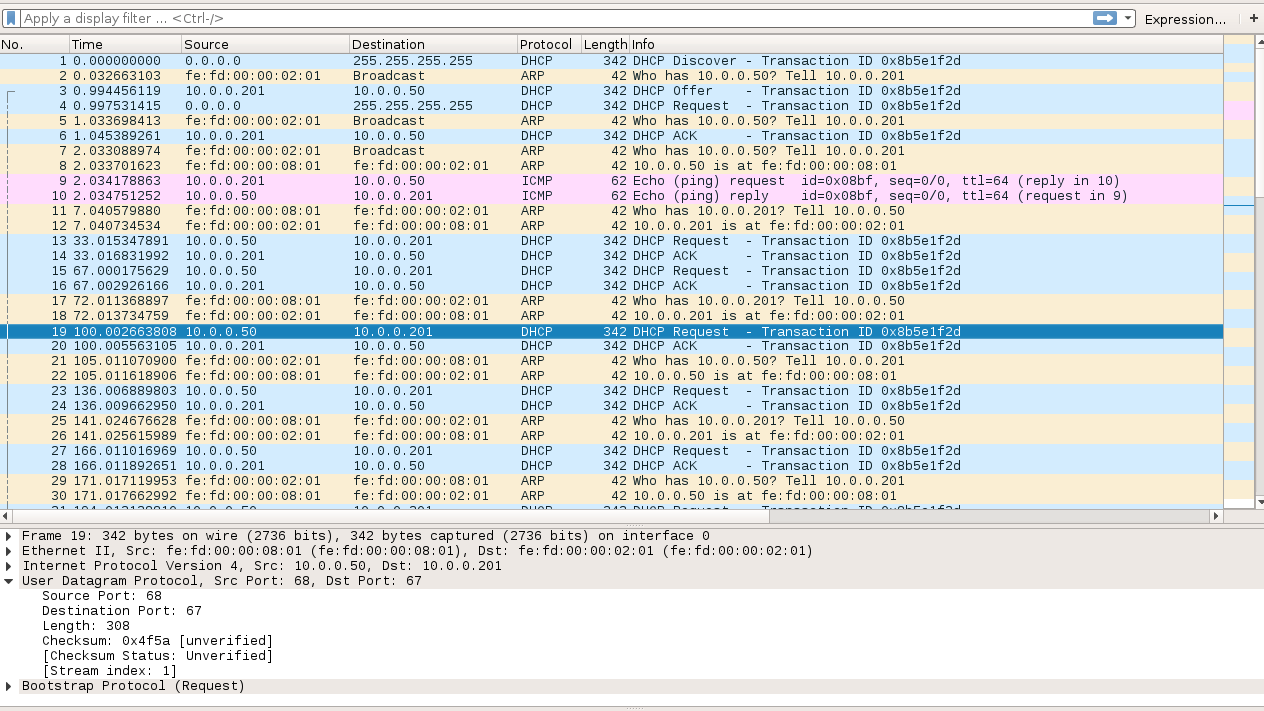 Apply a display filter ... <Ctrl-/> Expression... +
No. Time Source Destination Protocol Length Info
1 0.000000000 0.0.0.0 255.255.255.255 DHCP 342 DHCP Discover - Transaction ID 0x8b5e1f2d
2 0.032663103 fe:fd:00:00:02:01 Broadcast ARP 42 Who has 10.0.0.50? Tell 10.0.0.201
3 0.994456119 10.0.0.201 10.0.0.50 DHCP 342 DHCP Offer - Transaction ID 0x8b5e1f2d
4 0.997531415 0.0.0.0 255.255.255.255 DHCP 342 DHCP Request - Transaction ID 0x8b5e1f2d
5 1.033698413 fe:fd:00:00:02:01 Broadcast ARP 42 Who has 10.0.0.50? Tell 10.0.0.201
6 1.045389261 10.0.0.201 10.0.0.50 DHCP 342 DHCP ACK - Transaction ID 0x8b5e1f2d
7 2.033088974 fe:fd:00:00:02:01 Broadcast ARP 42 Who has 10.0.0.50? Tell 10.0.0.201
8 2.033701623 fe:fd:00:00:08:01 fe:fd:00:00:02:01 ARP 42 10.0.0.50 is at fe:fd:00:00:08:01
9 2.034178863 10.0.0.201 10.0.0.50 ICMP 62 Echo (ping) request id=0x08bf, seq=0/0, ttl=64 (reply in 10)
10 2.034751252 10.0.0.50 10.0.0.201 ICMP 62 Echo (ping) reply id=0x08bf, seq=0/0, ttl=64 (request in 9)
11 7.040579880 fe:fd:00:00:08:01 fe:fd:00:00:02:01 ARP 42 Who has 10.0.0.201? Tell 10.0.0.50
12 7.040734534 fe:fd:00:00:02:01 fe:fd:00:00:08:01 ARP 42 10.0.0.201 is at fe:fd:00:00:02:01
13 33.015347891 10.0.0.50 10.0.0.201 DHCP 342 DHCP Request - Transaction ID 0x8b5e1f2d
14 33.016831992 10.0.0.201 10.0.0.50 DHCP 342 DHCP ACK - Transaction ID 0x8b5e1f2d
15 67.000175629 10.0.0.50 10.0.0.201 DHCP 342 DHCP Request - Transaction ID 0x8b5e1f2d
16 67.002926166 10.0.0.201 10.0.0.50 DHCP 342 DHCP ACK - Transaction ID 0x8b5e1f2d
17 72.011368897 fe:fd:00:00:08:01 fe:fd:00:00:02:01 ARP 42 Who has 10.0.0.201? Tell 10.0.0.50
18 72.013734759 fe:fd:00:00:02:01 fe:fd:00:00:08:01 ARP 42 10.0.0.201 is at fe:fd:00:00:02:01
19 100.002663808 10.0.0.50 10.0.0.201 DHCP 342 DHCP Request - Transaction ID 0x8b5e1f2d
20 100.005563105 10.0.0.201 10.0.0.50 DHCP 342 DHCP ACK - Transaction ID 0x8b5e1f2d
21 105.011070900 fe:fd:00:00:02:01 fe:fd:00:00:08:01 ARP 42 Who has 10.0.0.50? Tell 10.0.0.201
22 105.011618906 fe:fd:00:00:08:01 fe:fd:00:00:02:01 ARP 42 10.0.0.50 is at fe:fd:00:00:08:01
23 136.006889803 10.0.0.50 10.0.0.201 DHCP 342 DHCP Request - Transaction ID 0x8b5e1f2d
24 136.009662950 10.0.0.201 10.0.0.50 DHCP 342 DHCP ACK - Transaction ID 0x8b5e1f2d
25 141.024676628 fe:fd:00:00:08:01 fe:fd:00:00:02:01 ARP 42 Who has 10.0.0.201? Tell 10.0.0.50
26 141.025615989 fe:fd:00:00:02:01 fe:fd:00:00:08:01 ARP 42 10.0.0.201 is at fe:fd:00:00:02:01
27 166.011016969 10.0.0.50 10.0.0.201 DHCP 342 DHCP Request - Transaction ID 0x8b5e1f2d
28 166.011892651 10.0.0.201 10.0.0.50 DHCP 342 DHCP ACK - Transaction ID 0x8b5e1f2d
29 171.017119953 fe:fd:00:00:02:01 fe:fd:00:00:08:01 ARP 42 Who has 10.0.0.50? Tell 10.0.0.201
30 171.017662992 fe:fd:00:00:08:01 fe:fd:00:00:02:01 ARP 42 10.0.0.50 is at fe:fd:00:00:08:01
Frame 19: 342 bytes on wire (2736 bits), 342 bytes captured (2736 bits) on interface 0
Ethernet II, Src: fe:fd:00:00:08:01 (fe:fd:00:00:08:01), Dst: fe:fd:00:00:02:01 (fe:fd:00:00:02:01)
Internet Protocol Version 4, Src: 10.0.0.50, Dst: 10.0.0.201
User Datagram Protocol, Src Port: 68, Dst Port: 67
Source Port: 68
Destination Port: 67
Length: 308
Checksum: 0x4f5a [unverified]
[Checksum Status: Unverified]
[Stream index: 1]
Bootstrap Protocol (Request)